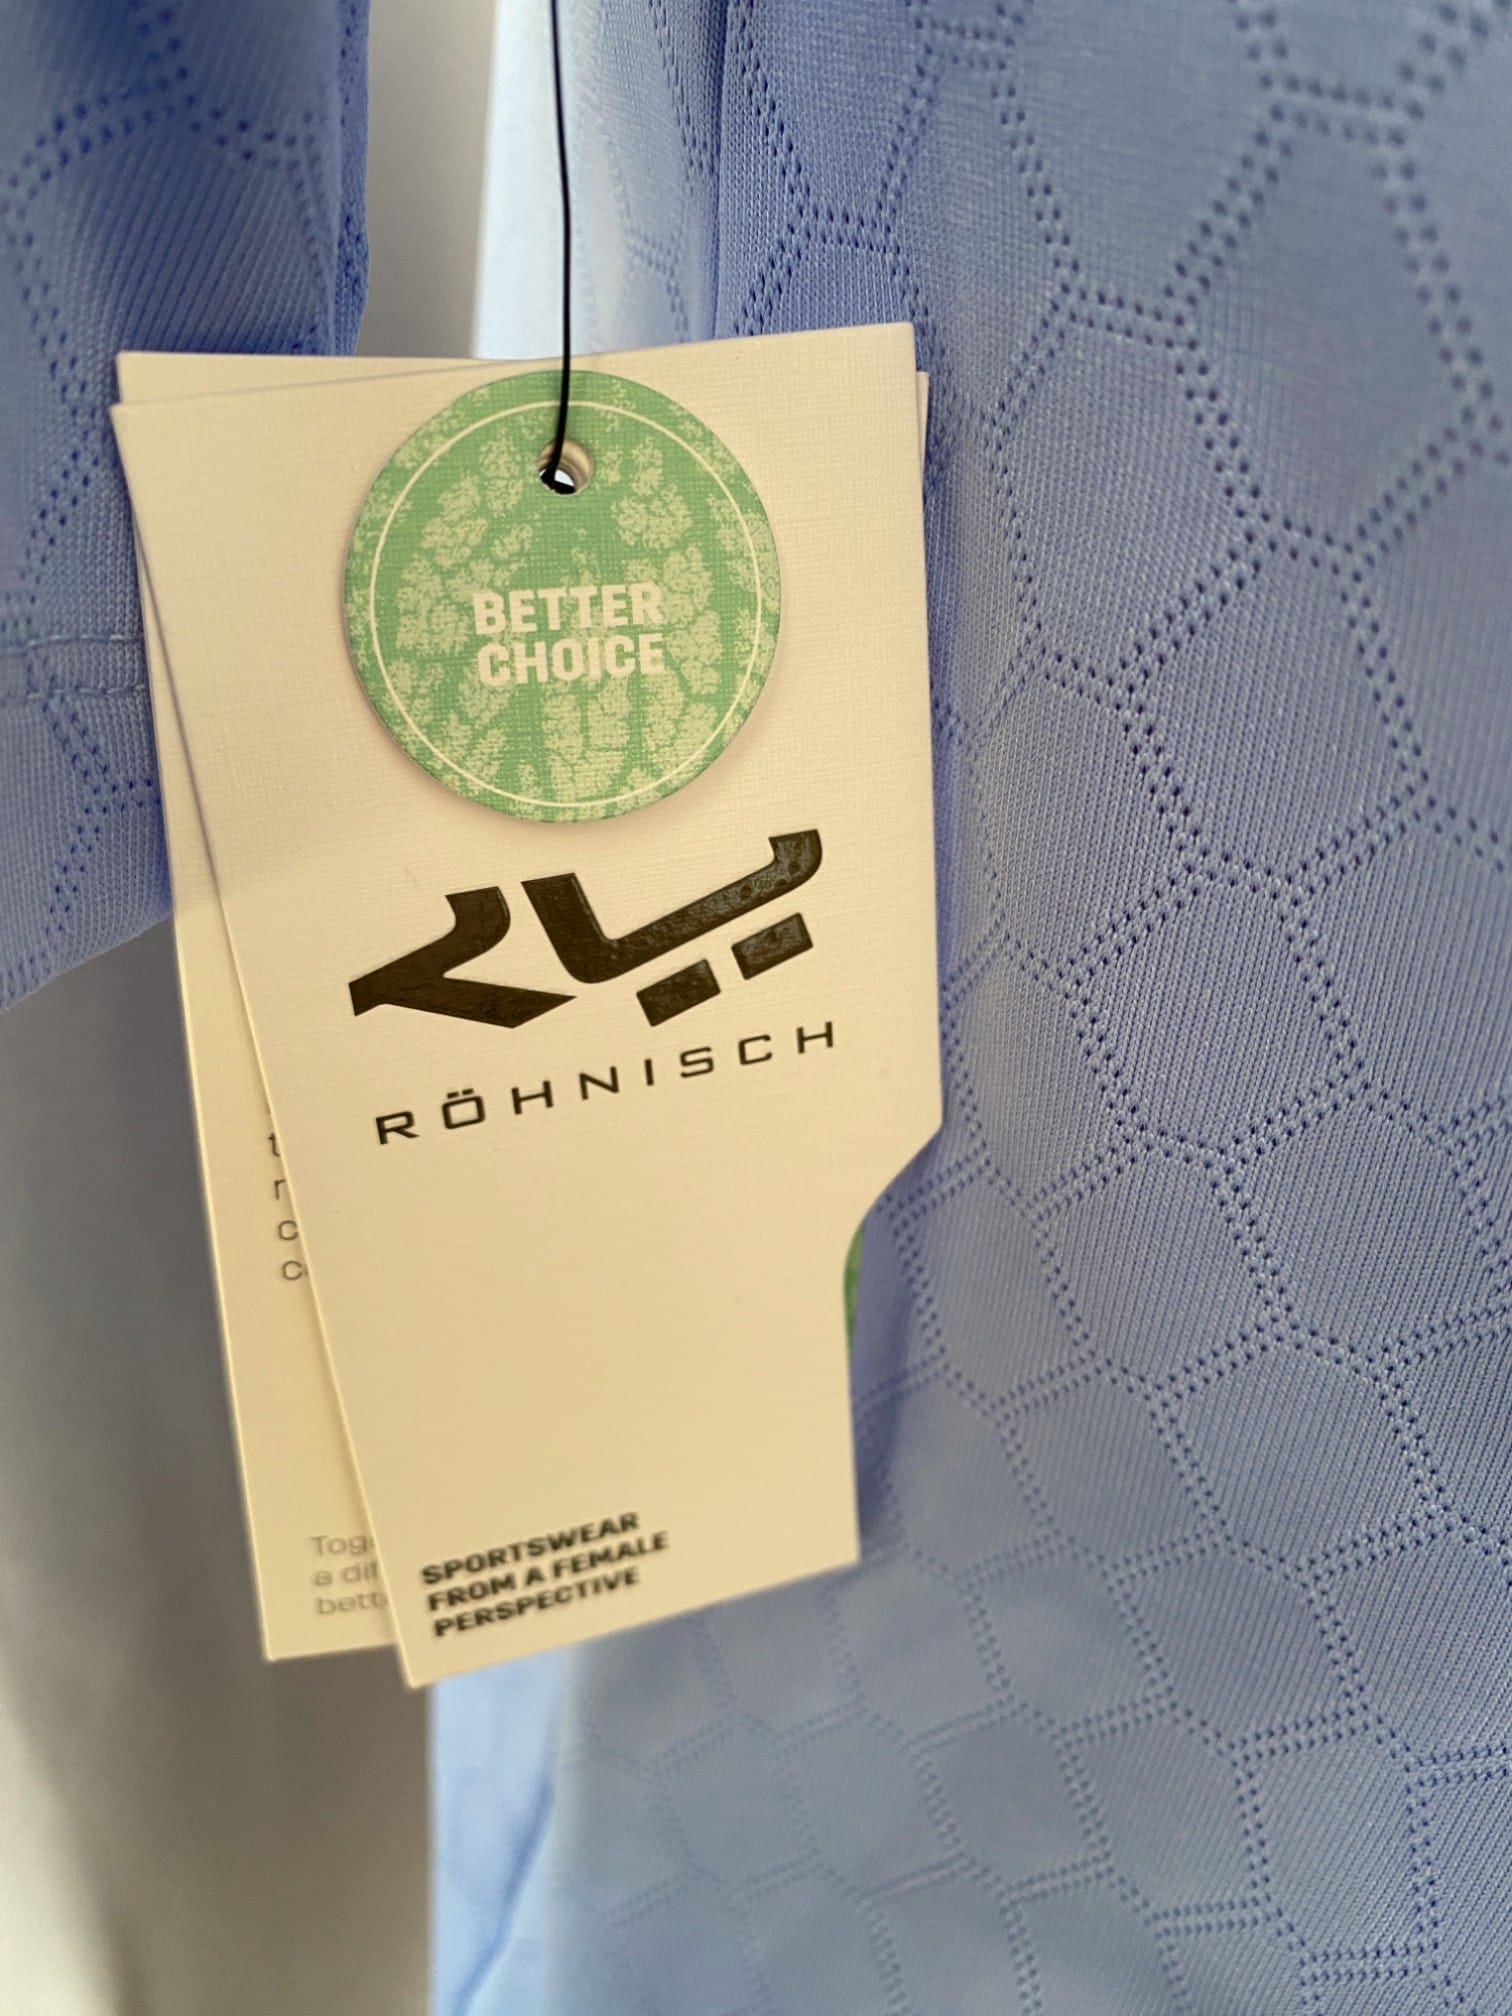 BETTER
CHOICE
RÖHNISCH
SPORTSWEAR
FROM A FEMALE
PERSPECTIVE
a